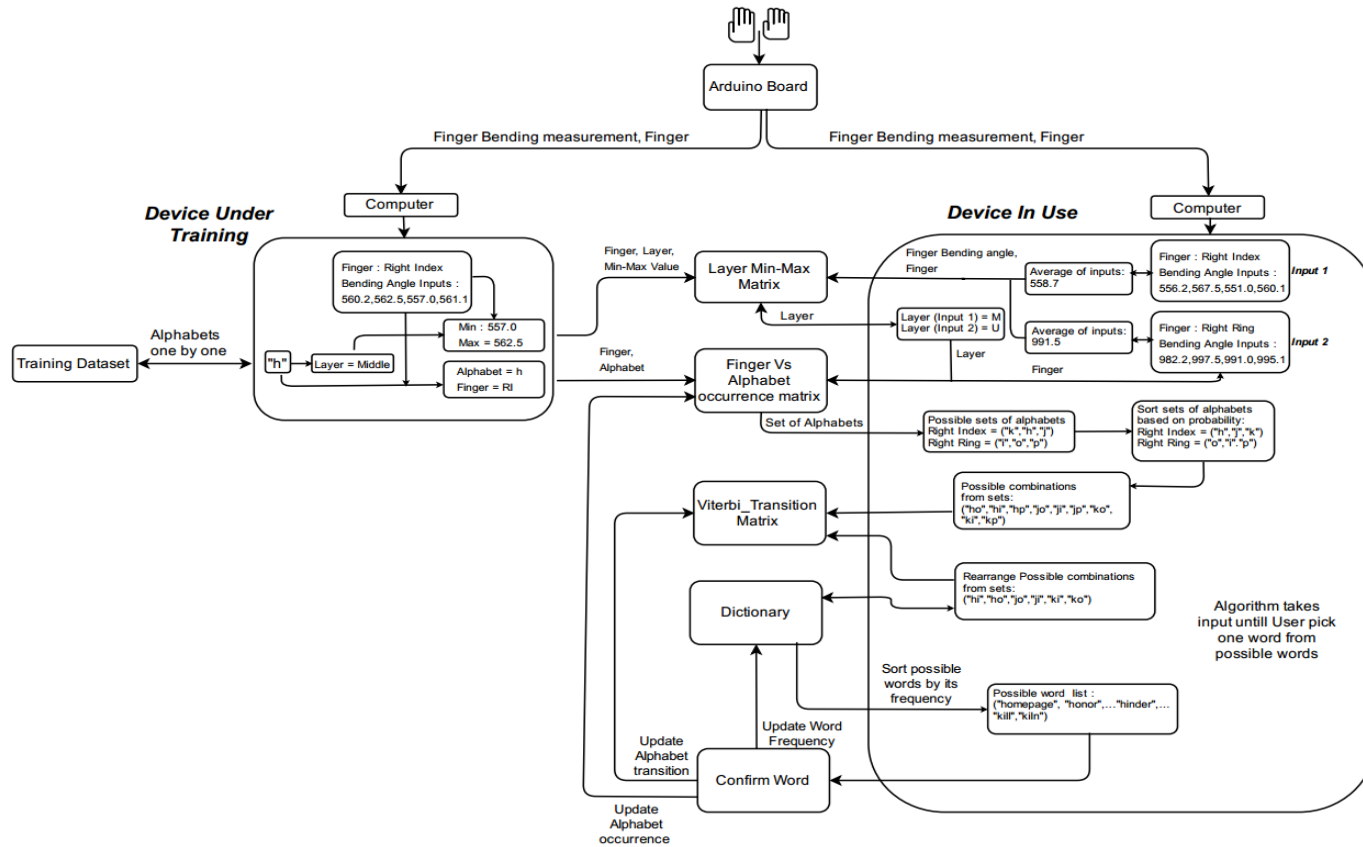 Arduino Board
Finger Bending measurement, Finger
Finger Bending measurement, Finger
Device Under
Training
Computer
Finger : Right Index
Bending Angle Inputs :
560.2,562.5,557.0,561.1
Min : 557.0
Max = 562.5
"h"
Layer = Middle
Alphabet = h
Finger = RI
Training Dataset
Alphabets
one by one
Finger, Layer,
Min-Max Value
Finger,
Alphabet
Layer Min-Max
Matrix
Layer
Finger Vs
Alphabet
occurrence matrix
Set of Alphabets
Viterbi_Transition
Matrix
Dictionary
Sort possible
words by its
frequency
Update Word
Frequency
Update
Alphabet
transition
Confirm Word
Update
Alphabet
occurrence
Device In Use
Computer
Finger Bending angle,
Finger
Average of inputs:
558.7
Finger : Right Index
Bending Angle Inputs :
556.2,567.5,551.0,560.1
Input 1
Layer (Input 1) = M
Layer (Input 2) = U
Layer
Average of inputs:
991.5
Finger : Right Ring
Bending Angle Inputs :
982.2,997.5,991.0,995.1
Input 2
Finger
Possible sets of alphabets
Right Index = ("k","h","j")
Right Ring = ("i","o","p")
Sort sets of alphabets
based on probability:
Right Index = ("h","j","k")
Right Ring = ("o","i"."p")
Possible combinations
from sets:
("ho","hi","hp","jo","ji","jp","ko",
"ki","kp")
Rearrange Possible combinations
from sets:
("hi","ho","jo","ji","ki","ko")
Algorithm takes
input untill User pick
one word from
possible words
Possible word list :
("homepage", "honor",..."hinder",...
"kill","kiln")